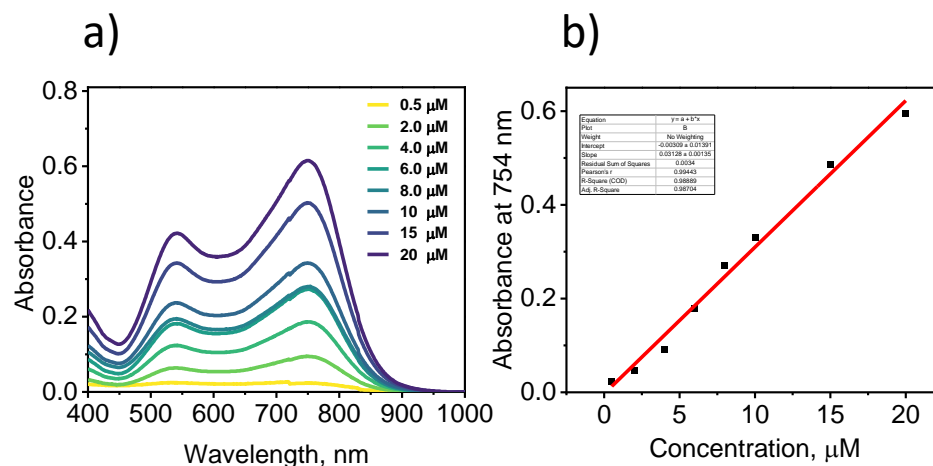 a)
b)
0.8
0.6
0.4
0.2
0.0
400 500 600 700 800 900 1000
Absorbance
Wavelength, nm
0.5 μM
2.0 μM
4.0 μM
6.0 μM
8.0 μM
10 μM
15 μM
20 μM
0.6
0.4
0.2
0.0
0 5 10 15 20
Absorbance at 754 nm
Concentration, μM
Equation y = a + b*x
Plot B
Weight No Weighting
Intercept -0.00309 ± 0.01391
Slope 0.03128 ± 0.00135
Residual Sum of Squares 0.0034
Pearson's r 0.99443
R-Square (COD) 0.98889
Adj. R-Square 0.98704